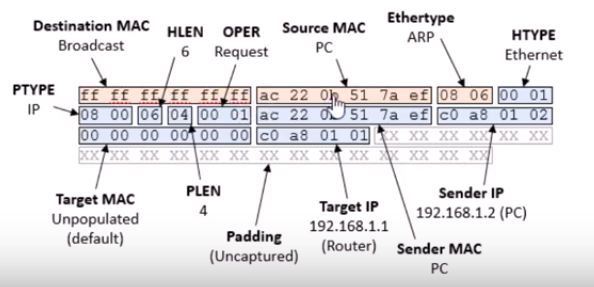 Destination MAC
Broadcast
HLEN
6
OPER
Request
Source MAC
PC
Ethertype
ARP
HTYPE
Ethernet
PTYPE
IP
ff ff ff ff ff ff ac 22 51 7a ef 08 06 00 01
08 00 06 04 00 01 ac 22 51 7a ef c0 a8 01 02
00 00 00 00 00 00 c0 a8 01 01 xx xx xx xx xx xx
xx xx xx xx xx xx xx xx xx xx xx xx
Target MAC
Unpopulated
(default)
PLEN
4
Padding
(Uncaptured)
Target IP
192.168.1.1
(Router)
Sender MAC
PC
Sender IP
192.168.1.2 (PC)